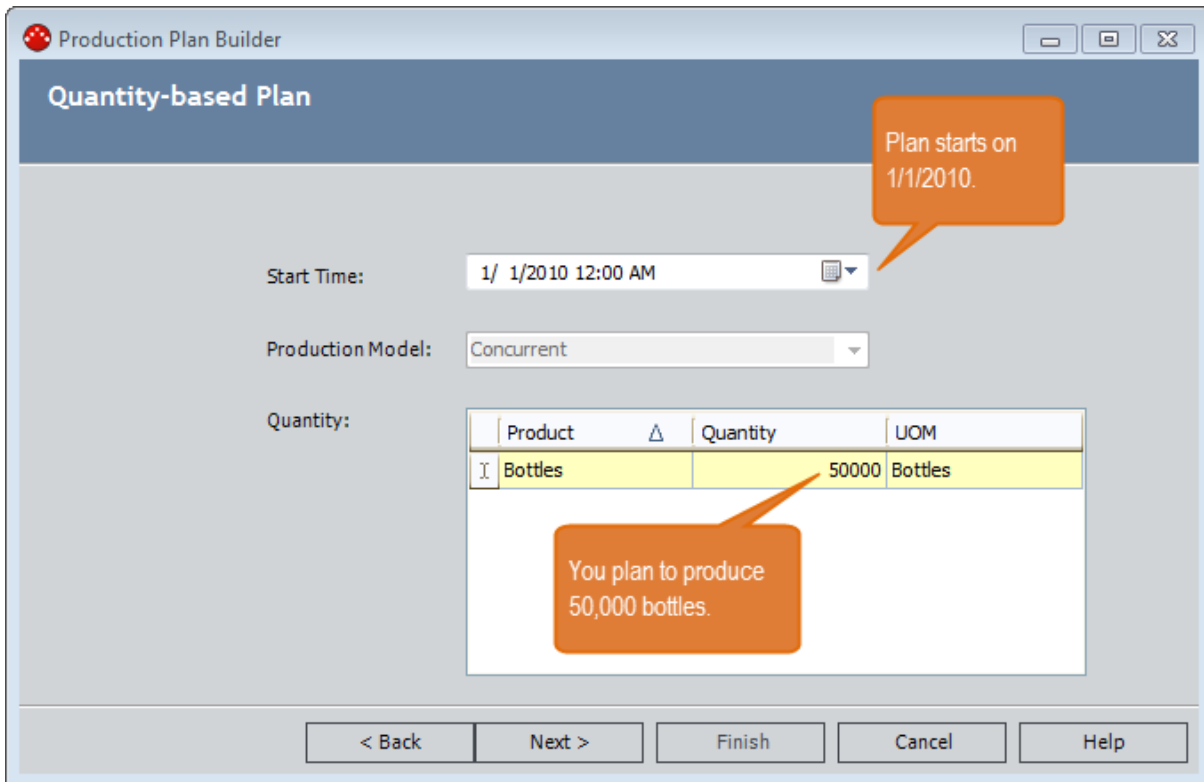 Production Plan Builder
Quantity-based Plan
Plan starts on
1/1/2010.
Start Time:
1/ 1/2010 12:00 AM
Production Model:
Concurrent
Quantity:
Product Quantity UOM
Bottles 50000 Bottles
You plan to produce
50,000 bottles.
< Back Next > Finish Cancel Help